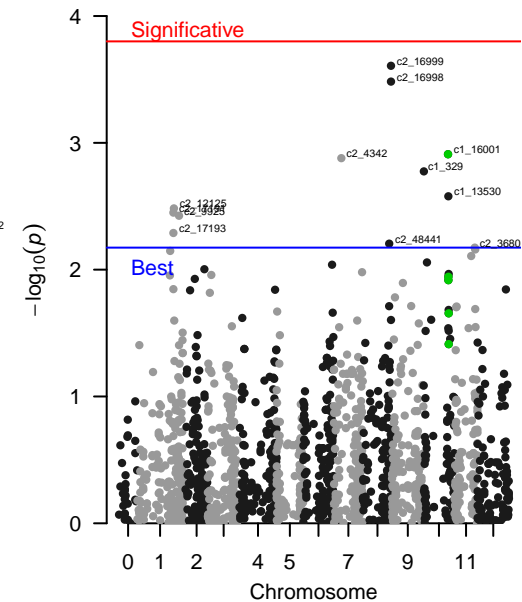 4
Significative
c2_16999
c2_16998
3
c1_16001
c2_4342
c1_329
c1_13530
c2_12125
c2_9925
2
c2_17193
c2_48441
c2_3680
− log10(p)
Best
2
1
0
0 1 2 4 5 7 9 11
Chromosome